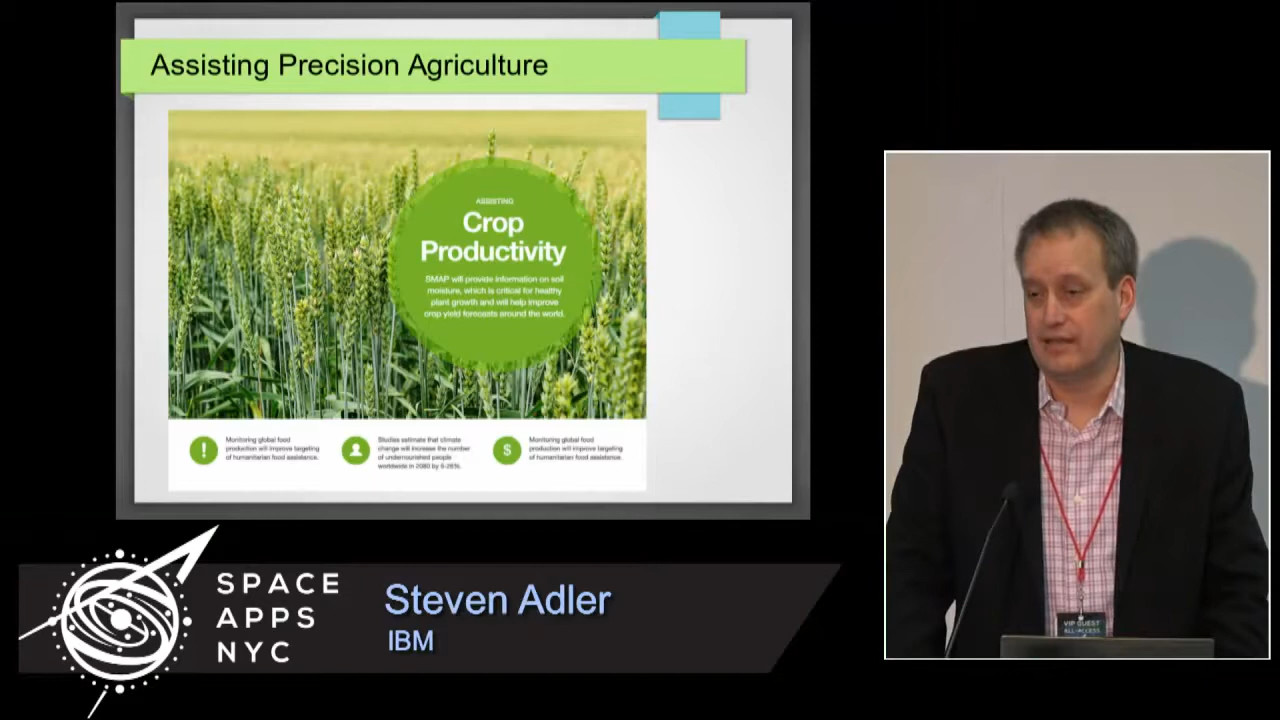 Assisting Precision Agriculture
ASSISTING
Crop
Productivity
SMAP will provide information on soil
moisture, which is critical for healthy
plant growth and will help improve
crop yield forecasts around the world.
!
Monitoring global food
production will improve targeting
of humanitarian food assistance.
Studies estimate that climate
change will increase the number
of undernourished people
worldwide in 2080 by 5-26%.
$
Monitoring global food
production will improve targeting
of humanitarian food assistance.
SPACE
APPS
NYC
Steven Adler
IBM
VIP GUEST
ALL-ACCESS